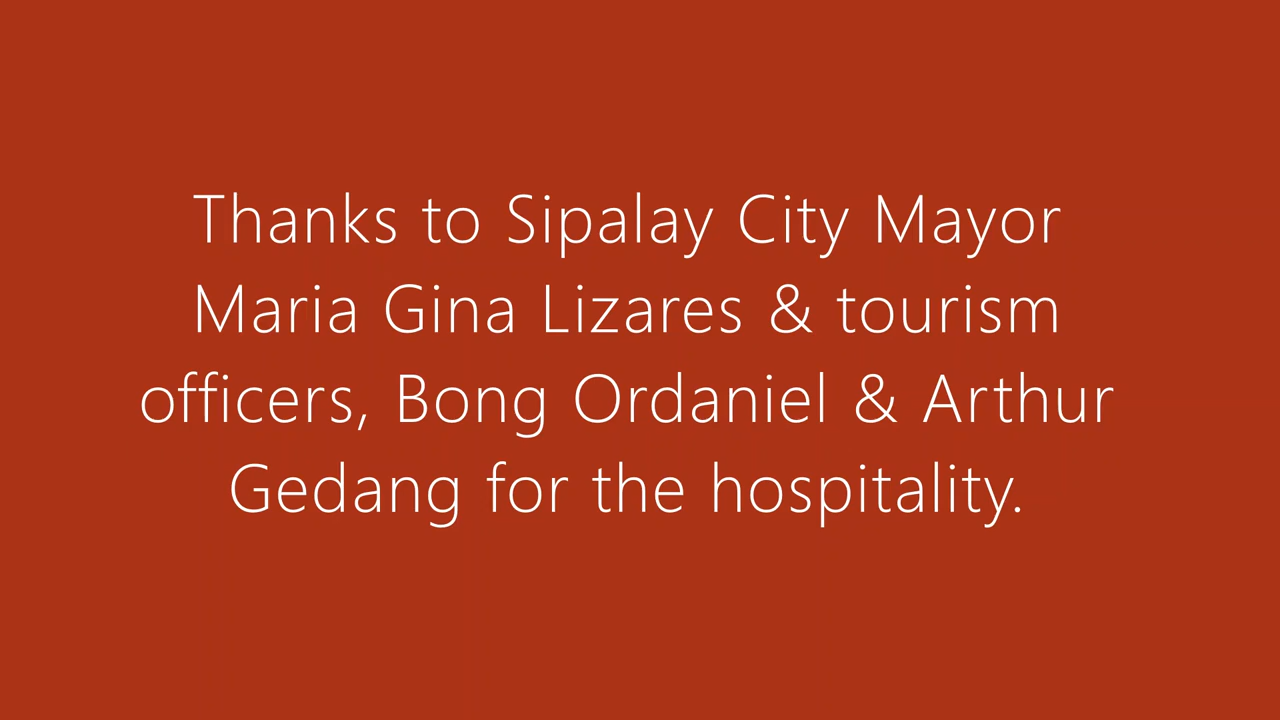 Thanks to Sipalay City Mayor
Maria Gina Lizares & tourism
officers, Bong Ordaniel & Arthur
Gedang for the hospitality.